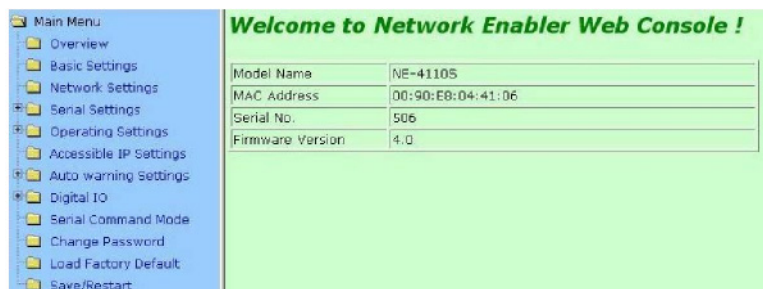 Main Menu
Overview
Basic Settings
Network Settings
Serial Settings
Operating Settings
Accessible IP Settings
Auto warning Settings
Digital IO
Serial Command Mode
Change Password
Load Factory Default
Save/Restart
Welcome to Network Enabler Web Console !
Model Name NE-4110S
MAC Address 00:90:E8:04:41:06
Serial No. 506
Firmware Version 4.0